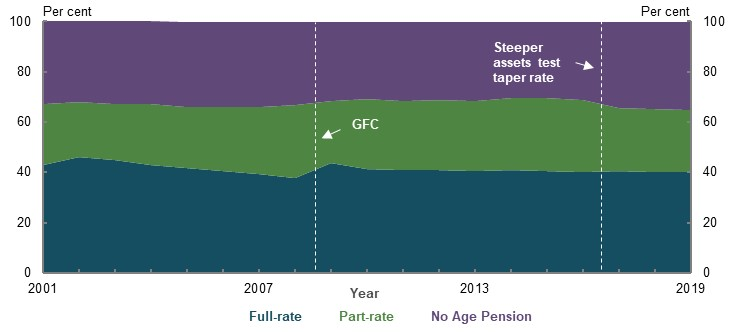 Per cent Per cent
100 100
80 80
60 60
40 40
20 20
0 0
Steeper
assets test
taper rate
GFC
2001 2007 2013 2019
Year
Full-rate Part-rate No Age Pension